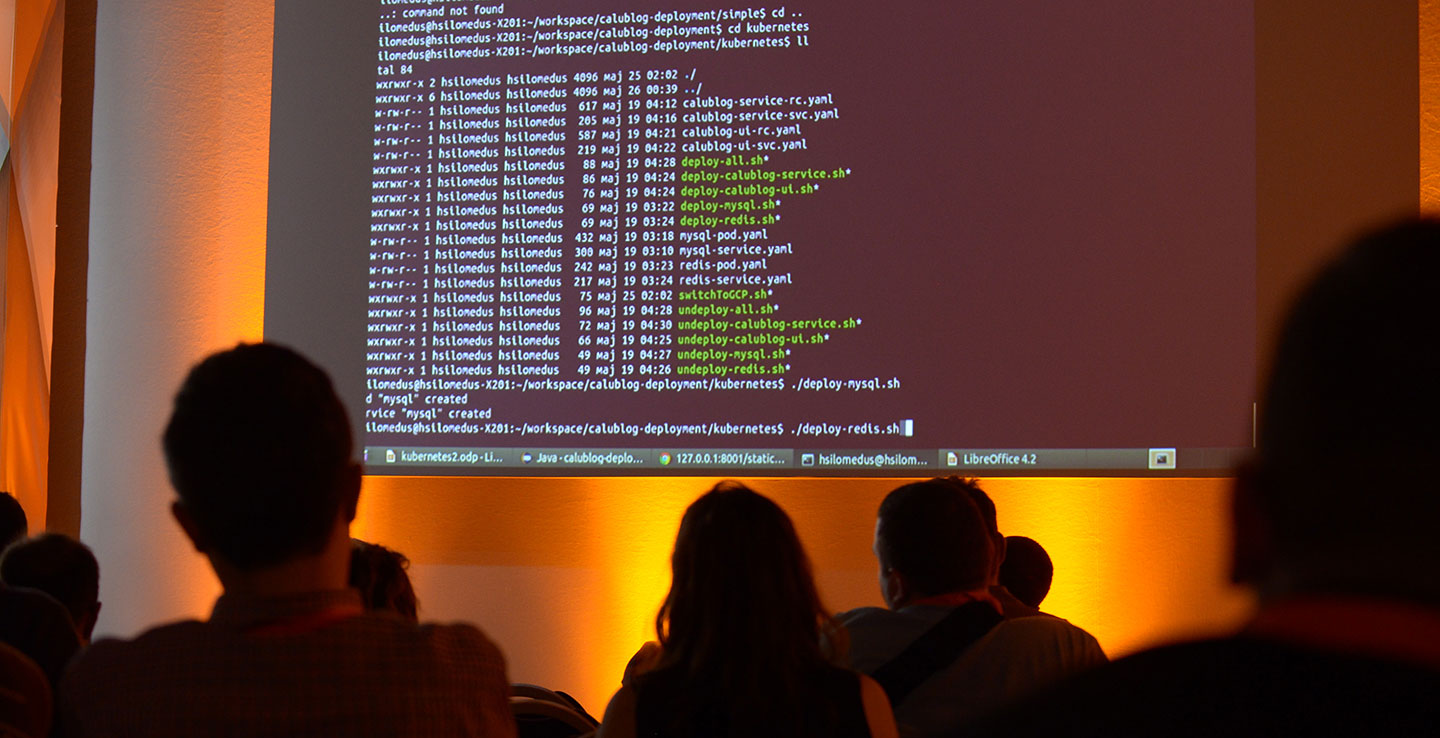 ..: command not found
ilomedus@hsilomedus-X201:~/workspace/calublog-deployment/simple$ cd ..
ilomedus@hsilomedus-X201:~/workspace/calublog-deployment$ cd kubernetes
ilomedus@hsilomedus-X201:~/workspace/calublog-deployment/kubernetes$ ll
tal 84
wxrwxr-x 2 hsilomedus hsilomedus 4096 мај 25 02:02 ./
wxrwxr-x 6 hsilomedus hsilomedus 4096 мај 26 00:39 ../
w-rw-r-- 1 hsilomedus hsilomedus 617 мај 19 04:12 calublog-service-rc.yaml
w-rw-r-- 1 hsilomedus hsilomedus 205 мај 19 04:16 calublog-service-svc.yaml
w-rw-r-- 1 hsilomedus hsilomedus 587 мај 19 04:21 calublog-ui-rc.yaml
w-rw-r-- 1 hsilomedus hsilomedus 219 мај 19 04:22 calublog-ui-svc.yaml
wxrwxr-x 1 hsilomedus hsilomedus 88 мај 19 04:28 deploy-all.sh*
wxrwxr-x 1 hsilomedus hsilomedus 86 мај 19 04:24 deploy-calublog-service.sh*
wxrwxr-x 1 hsilomedus hsilomedus 76 мај 19 04:24 deploy-calublog-ui.sh*
wxrwxr-x 1 hsilomedus hsilomedus 69 мај 19 03:22 deploy-mysql.sh*
wxrwxr-x 1 hsilomedus hsilomedus 69 мај 19 03:24 deploy-redis.sh*
w-rw-r-- 1 hsilomedus hsilomedus 432 мај 19 03:18 mysql-pod.yaml
w-rw-r-- 1 hsilomedus hsilomedus 300 мај 19 03:10 mysql-service.yaml
w-rw-r-- 1 hsilomedus hsilomedus 242 мај 19 03:23 redis-pod.yaml
w-rw-r-- 1 hsilomedus hsilomedus 217 мај 19 03:24 redis-service.yaml
wxrwxr-x 1 hsilomedus hsilomedus 75 мај 25 02:02 switchToGCP.sh*
wxrwxr-x 1 hsilomedus hsilomedus 96 мај 19 04:28 undeploy-all.sh*
wxrwxr-x 1 hsilomedus hsilomedus 72 мај 19 04:30 undeploy-calublog-service.sh*
wxrwxr-x 1 hsilomedus hsilomedus 66 мај 19 04:25 undeploy-calublog-ui.sh*
wxrwxr-x 1 hsilomedus hsilomedus 49 мај 19 04:27 undeploy-mysql.sh*
wxrwxr-x 1 hsilomedus hsilomedus 49 мај 19 04:26 undeploy-redis.sh*
ilomedus@hsilomedus-X201:~/workspace/calublog-deployment/kubernetes$ ./deploy-mysql.sh
d "mysql" created
rvice "mysql" created
ilomedus@hsilomedus-X201:~/workspace/calublog-deployment/kubernetes$ ./deploy-redis.sh
kubernetes2.odp - Li... Java - calublog-deplo... 127.0.0.1:8001/static... hsilomedus@hsilom... LibreOffice 4.2